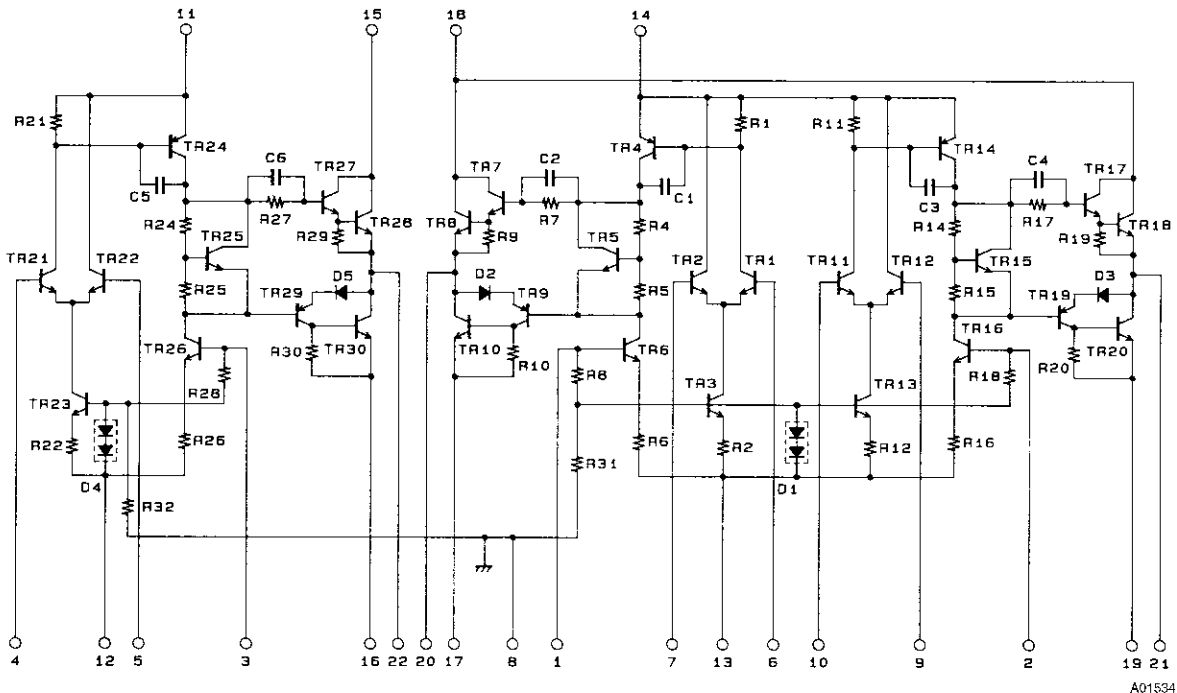 11 15 18 14
R21
TR24
C5
C6
TR27
R27
TR28
R29
R24
TR25
TR21 TR22
R25
D5
TR29
R30
TR30
TR26
R28
TR23
R22
D4
R26
R32
TR7
C2
R7
TR8
R9
TR4
C1
R4
TR5
D2
TR9
R5
TR10
R10
TR6
R8
R6
R31
R1
TR2 TR1
TR3
R2
D1
R11
TR14
C3
C4
TR17
R17
TR18
R19
R14
TR15
TR11 TR12
R15
D3
TR19
TR16
R20
TR20
R18
TR13
R12
R16
4 12 5 3 16 22 20 17 8 1 7 13 6 10 9 2 19 21
A01534